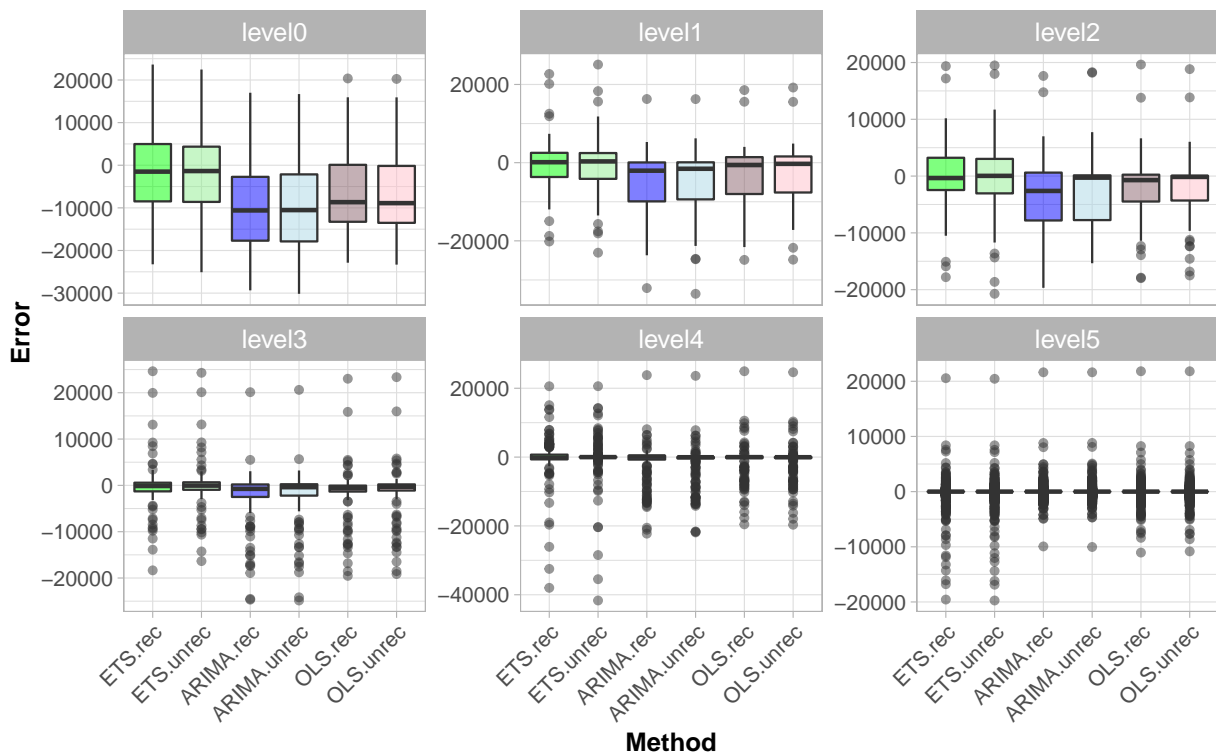 level0
level1
level2
20000
10000
0
−10000
−20000
−30000
20000
0
−20000
20000
10000
0
−10000
−20000
Error
level3
level4
level5
20000
10000
0
−10000
−20000
20000
0
−20000
−40000
20000
10000
0
−10000
−20000
ETS.rec
ETS.unrec
ARIMA.rec
ARIMA.unrec
OLS.rec
OLS.unrec
ETS.rec
ETS.unrec
ARIMA.rec
ARIMA.unrec
OLS.rec
OLS.unrec
ETS.rec
ETS.unrec
ARIMA.rec
ARIMA.unrec
OLS.rec
OLS.unrec
Method